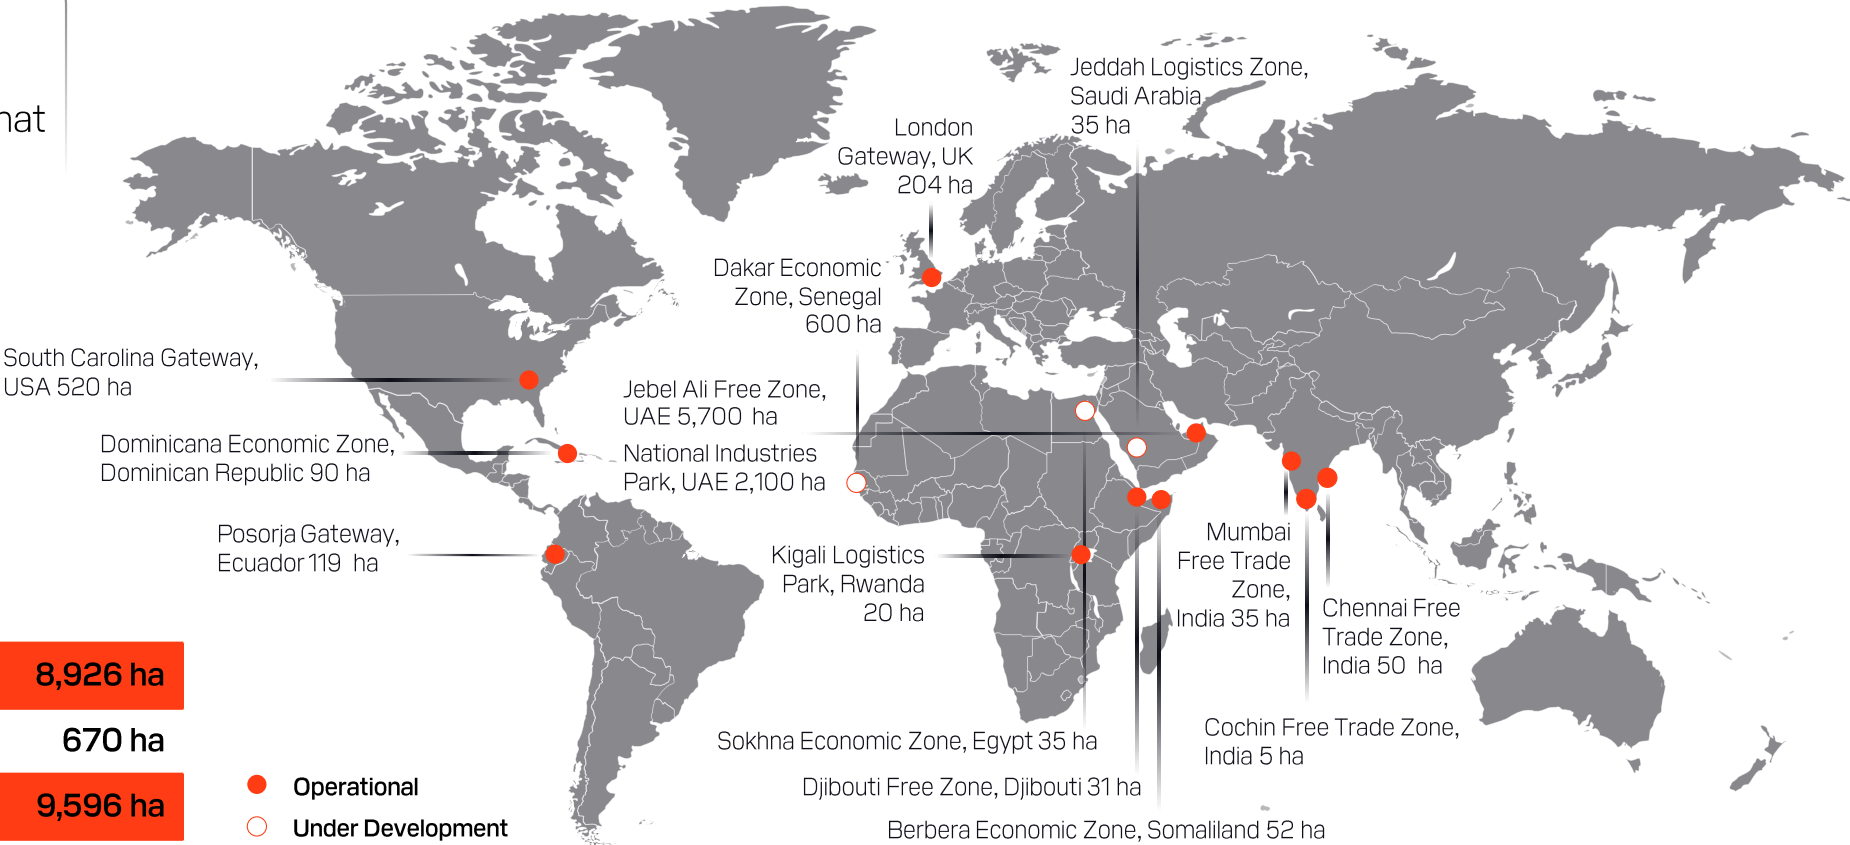 hat
Jeddah Logistics Zone,
Saudi Arabia
35 ha
London
Gateway, UK
204 ha
Dakar Economic
Zone, Senegal
600 ha
South Carolina Gateway,
USA 520 ha
Jebel Ali Free Zone,
UAE 5,700 ha
Dominicana Economic Zone,
Dominican Republic 90 ha
National Industries
Park, UAE 2,100 ha
Posorja Gateway,
Ecuador 119 ha
Kigali Logistics
Park, Rwanda
20 ha
Mumbai
Free Trade
Zone,
India 35 ha
Chennai Free
Trade Zone,
India 50 ha
Cochin Free Trade Zone,
India 5 ha
Sokhna Economic Zone, Egypt 35 ha
Djibouti Free Zone, Djibouti 31 ha
Berbera Economic Zone, Somaliland 52 ha
8,926 ha
670 ha
9,596 ha
Operational
Under Development